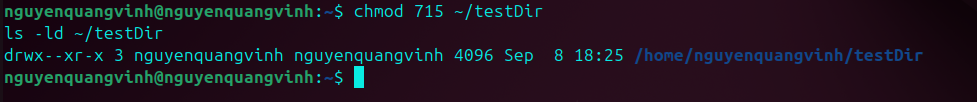 nguyenquangvinh@nguyenquangvinh:~$ chmod 715 ~/testDir
ls -ld ~/testDir
drwx--xr-x 3 nguyenquangvinh nguyenquangvinh 4096 Sep  8 18:25 /home/nguyenquangvinh/testDir
nguyenquangvinh@nguyenquangvinh:~$